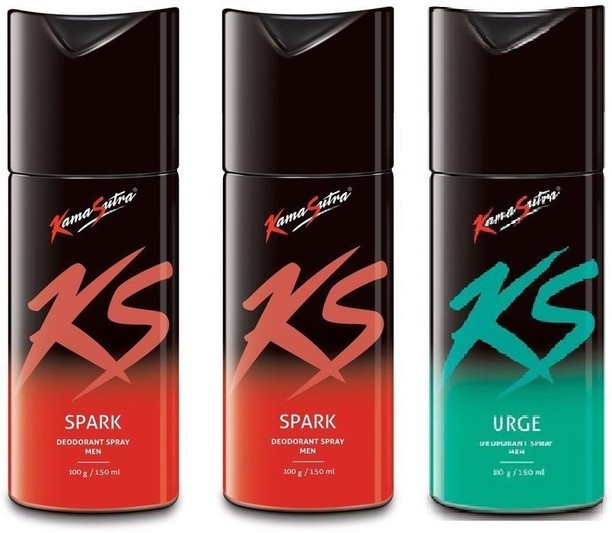 KamaSutra®
KS
SPARK
DEODORANT SPRAY
MEN
100 g / 150 ml
KamaSutra®
KS
SPARK
DEODORANT SPRAY
MEN
100 g / 150 ml
KamaSutra®
KS
URGE
DEODORANT SPRAY
MEN
100 g / 150 ml